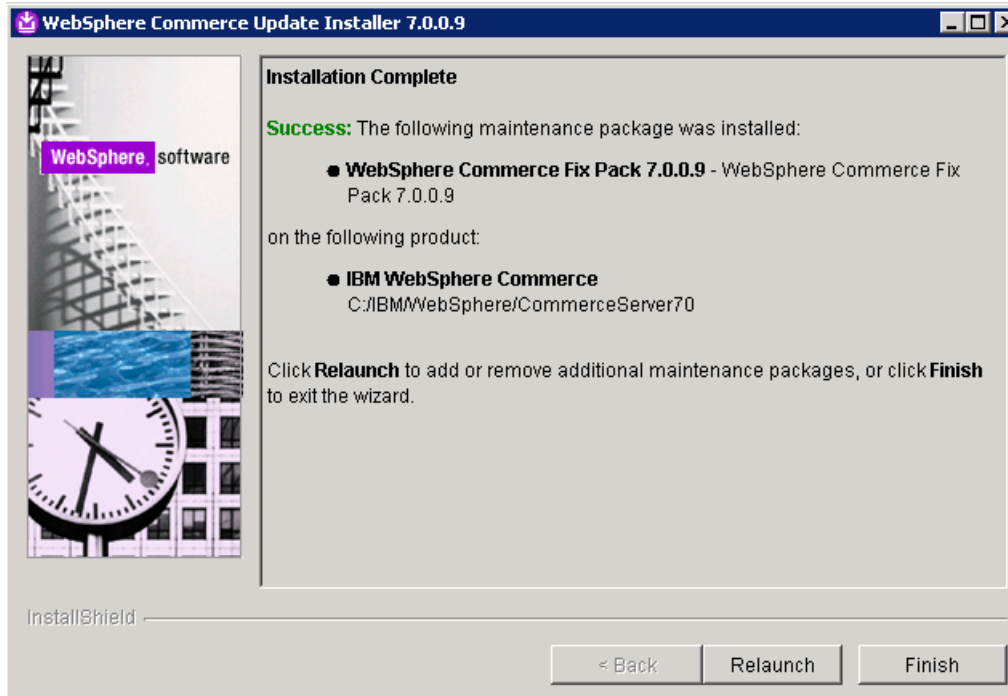 WebSphere Commerce Update Installer 7.0.0.9
WebSphere. software
Installation Complete
Success: The following maintenance package was installed:
WebSphere Commerce Fix Pack 7.0.0.9 - WebSphere Commerce Fix
Pack 7.0.0.9
on the following product:
IBM WebSphere Commerce
C:/IBM/WebSphere/CommerceServer70
Click Relaunch to add or remove additional maintenance packages, or click Finish
to exit the wizard.
InstallShield
< Back
Relaunch
Finish